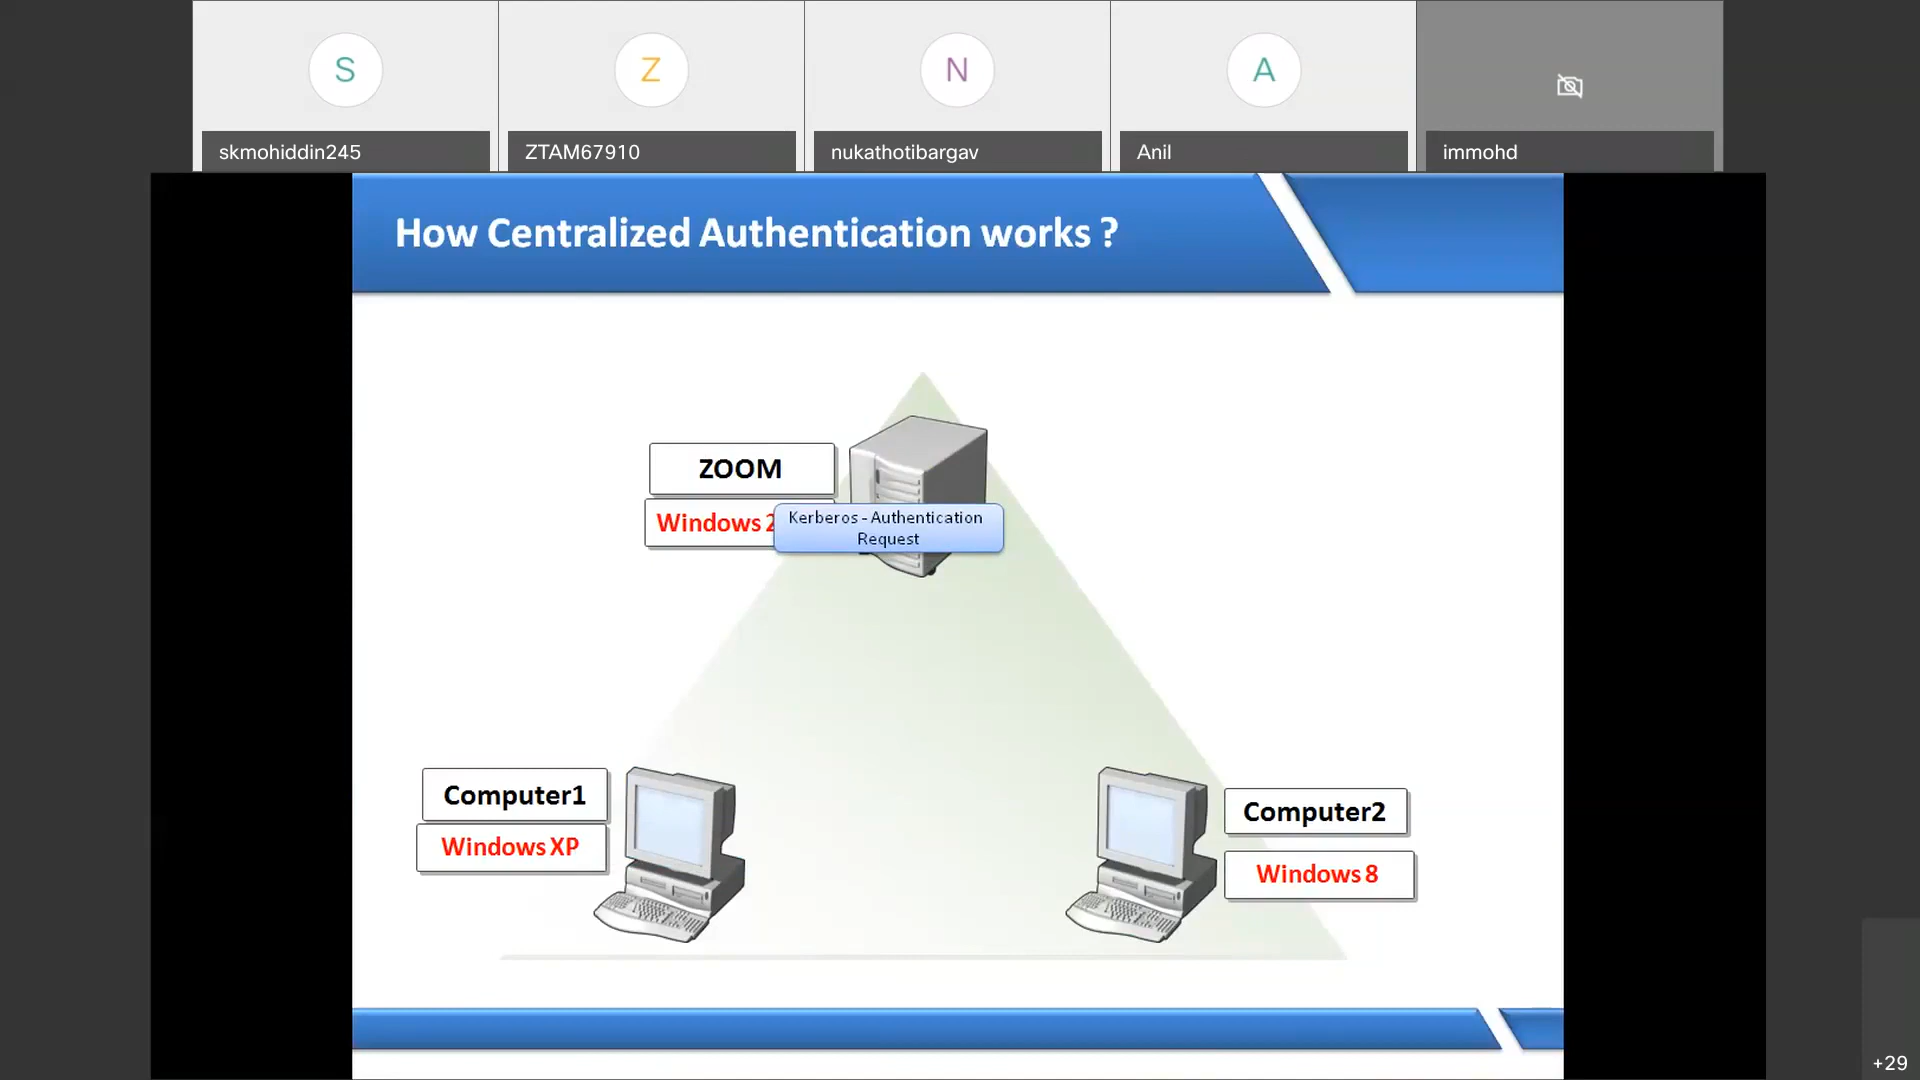 S
Z
N
A
skmohiddin245
ZTAM67910
nukathotibargav
Anil
immohd
How Centralized Authentication works ?
ZOOM
Windows 2
Kerberos - Authentication
Request
Computer1
Windows XP
Computer2
Windows 8
+29